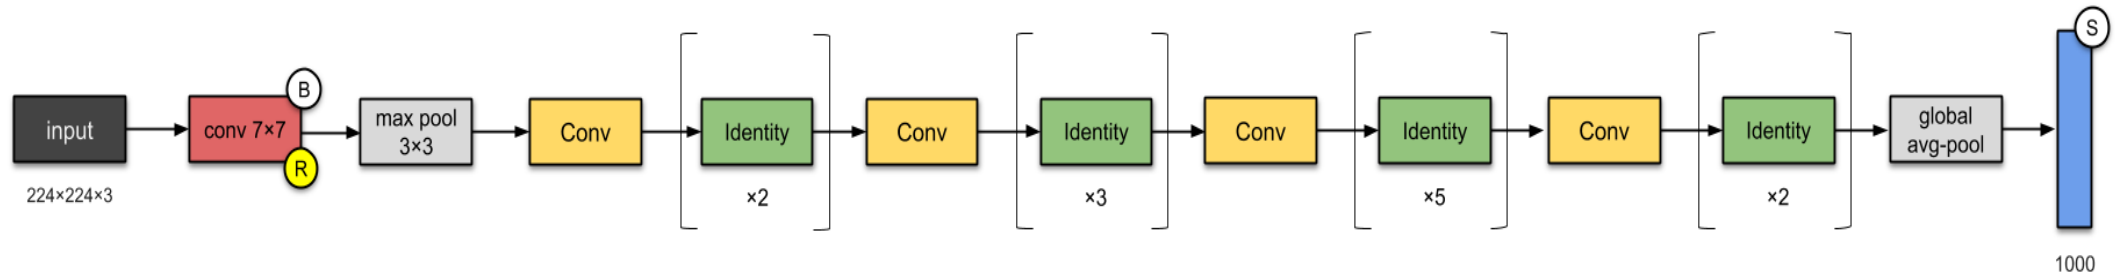 input
224×224×3
conv 7×7
B
R
max pool
3×3
Conv
Identity
×2
Conv
Identity
×3
Conv
Identity
×5
Conv
Identity
×2
global
avg-pool
S
1000